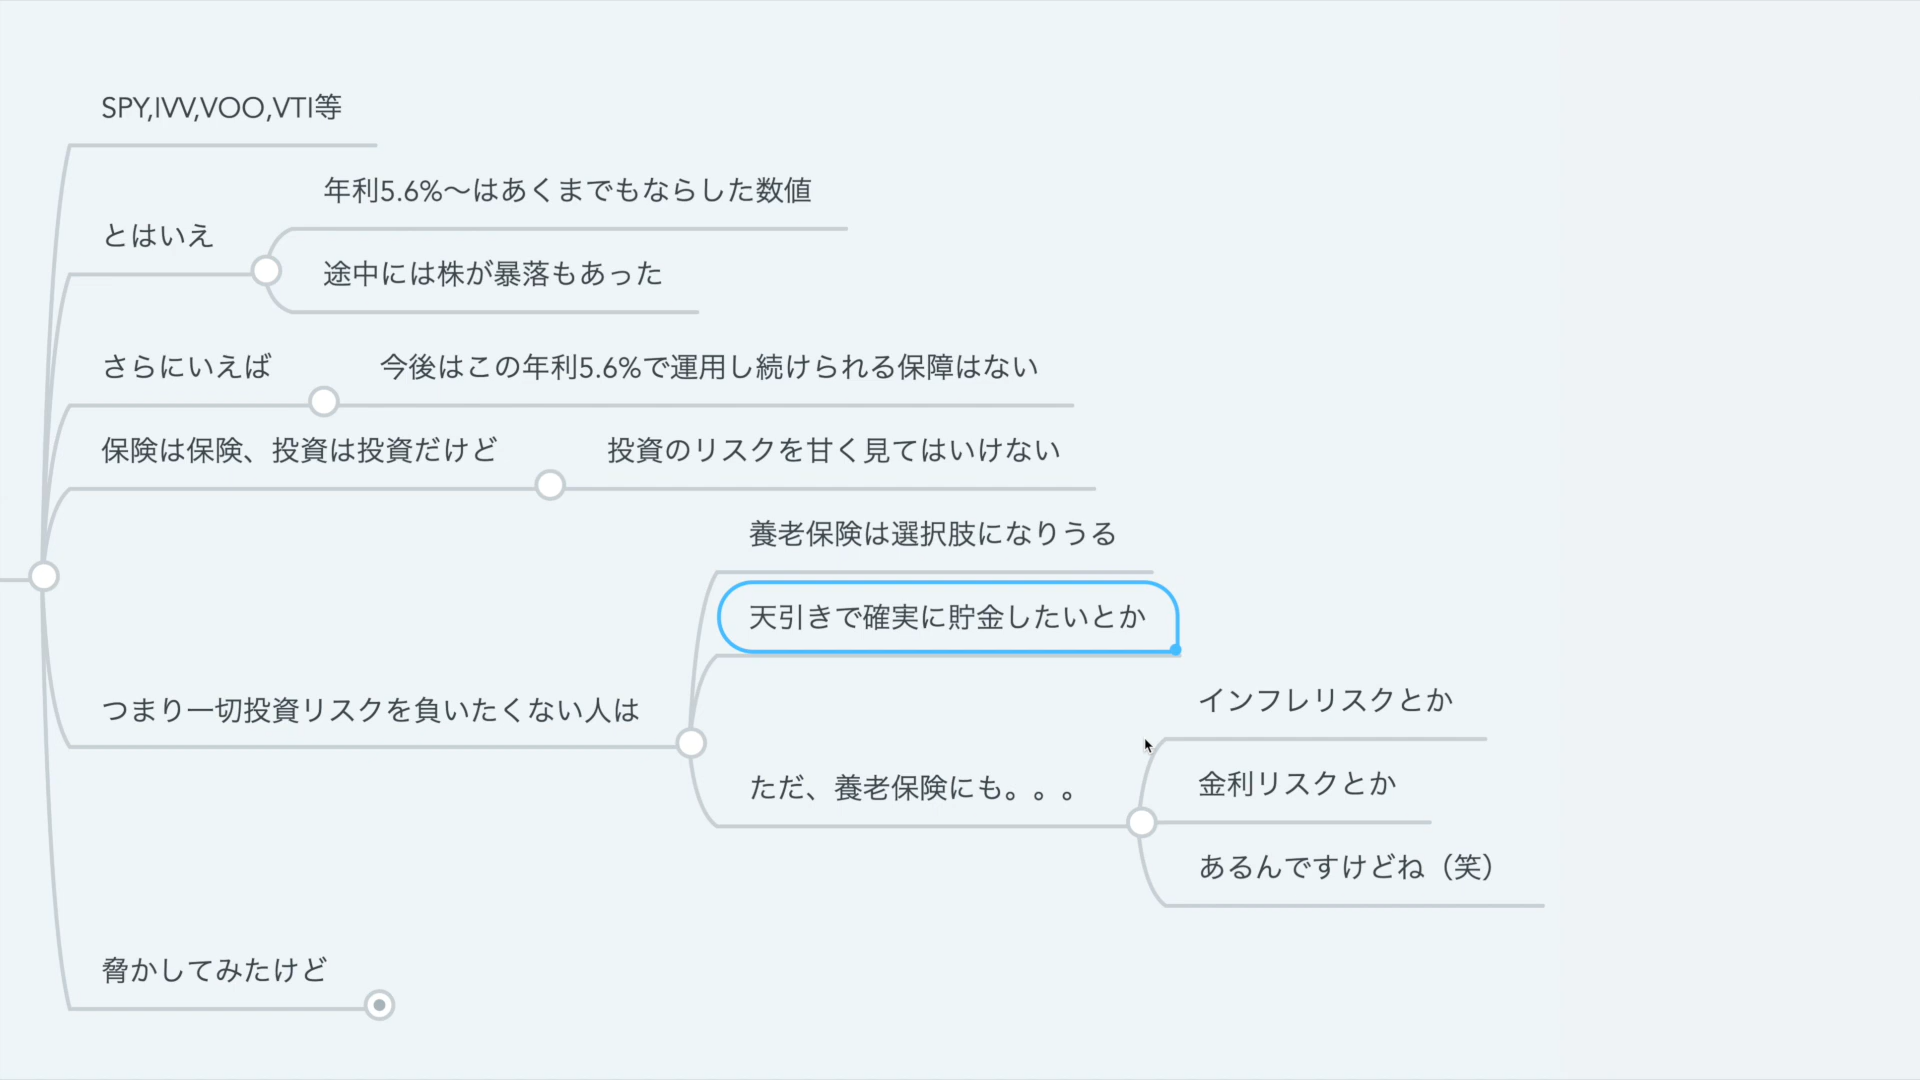 SPY,IVV,VOO,VTI等
年利5.6%〜はあくまでもならした数値
とはいえ
途中には株が暴落もあった
さらにいえば
今後はこの年利5.6%で運用し続けられる保障はない
保険は保険、投資は投資だけど
投資のリスクを甘く見てはいけない
養老保険は選択肢になりうる
天引きで確実に貯金したいとか
つまり一切投資リスクを負いたくない人は
インフレリスクとか
ただ、養老保険にも。。。
金利リスクとか
あるんですけどね（笑）
脅かしてみたけど